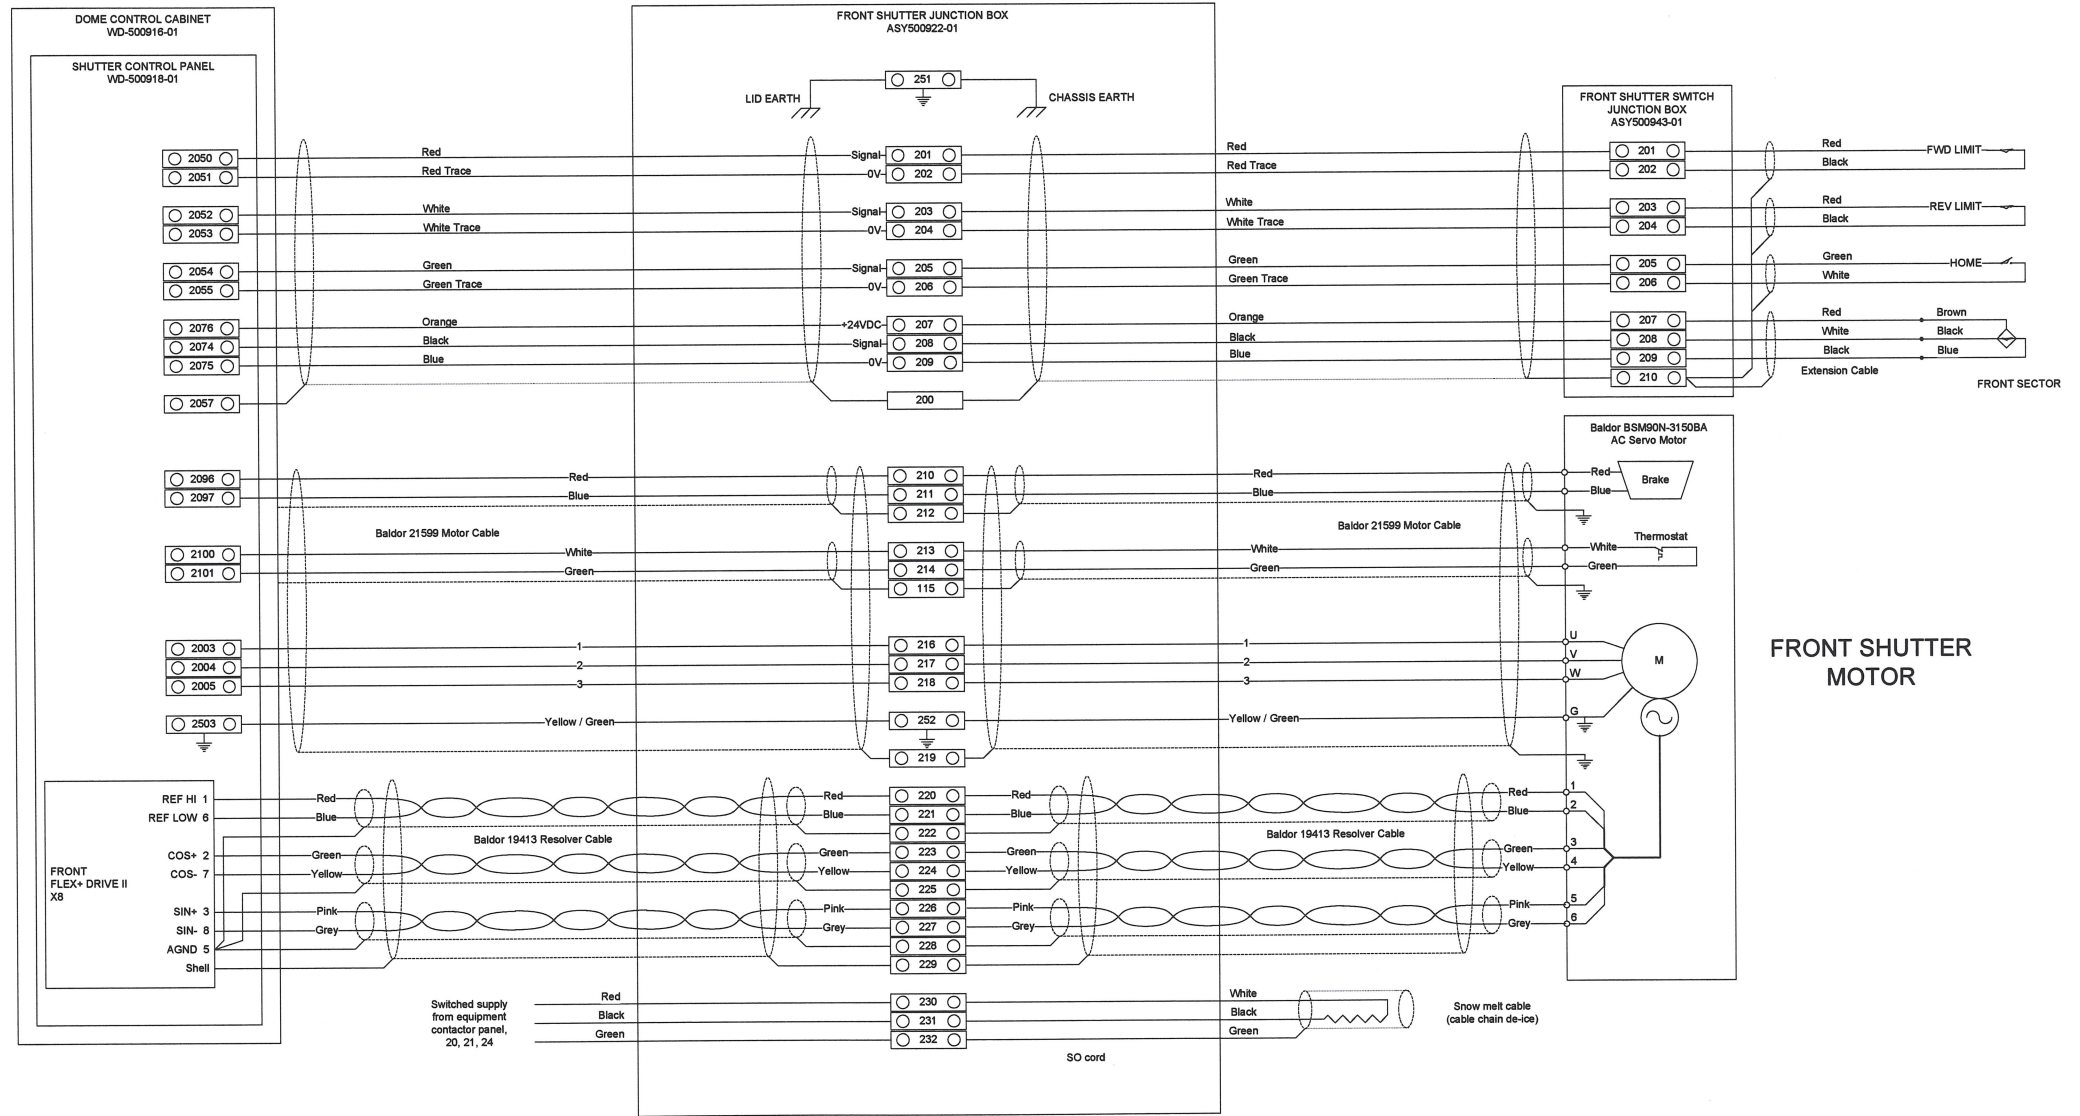 DOME CONTROL CABINET
WD-500916-01
SHUTTER CONTROL PANEL
WD-500918-01
FRONT SHUTTER JUNCTION BOX
ASY500922-01
251
LID EARTH
CHASSIS EARTH
FRONT SHUTTER SWITCH
JUNCTION BOX
ASY500943-01
2050 Red Signal 201 Red 201 Red FWD LIMIT
2051 Red Trace 0V 202 Red Trace 202 Black
2052 White Signal 203 White 203 Red REV LIMIT
2053 White Trace 0V 204 White Trace 204 Black
2054 Green Signal 205 Green 205 Green HOME
2055 Green Trace 0V 206 Green Trace 206 White
2076 Orange +24VDC 207 Orange 207 Red Brown
2074 Black Signal 208 Black 208 White Black
2075 Blue 0V 209 Blue 209 Black Blue
210 Extension Cable
FRONT SECTOR
2057 200
Baldor BSM90N-3150BA
AC Servo Motor
2096 Red 210 Red Red Brake
2097 Blue 211 Blue Blue
212
Baldor 21599 Motor Cable
Baldor 21599 Motor Cable
Thermostat
2100 White 213 White White
2101 Green 214 Green Green
115
2003 1 216 1 U
2004 2 217 2 V M
2005 3 218 3 W
2503 Yellow / Green 252 Yellow / Green G
219
FRONT SHUTTER
MOTOR
REF HI 1 Red Red 220 Red Red 1
REF LOW 6 Blue Blue 221 Blue Blue 2
222
Baldor 19413 Resolver Cable
Baldor 19413 Resolver Cable
COS+ 2 Green Green 223 Green Green 3
COS- 7 Yellow Yellow 224 Yellow Yellow 4
225
FRONT
FLEX+ DRIVE II
X8
SIN+ 3 Pink Pink 226 Pink Pink 5
SIN- 8 Grey Grey 227 Grey Grey 6
AGND 5 228
Shell 229
Switched supply
from equipment
contactor panel,
20, 21, 24
Red 230 White
Black 231 Black
Green 232 Green
Snow melt cable
(cable chain de-ice)
SO cord